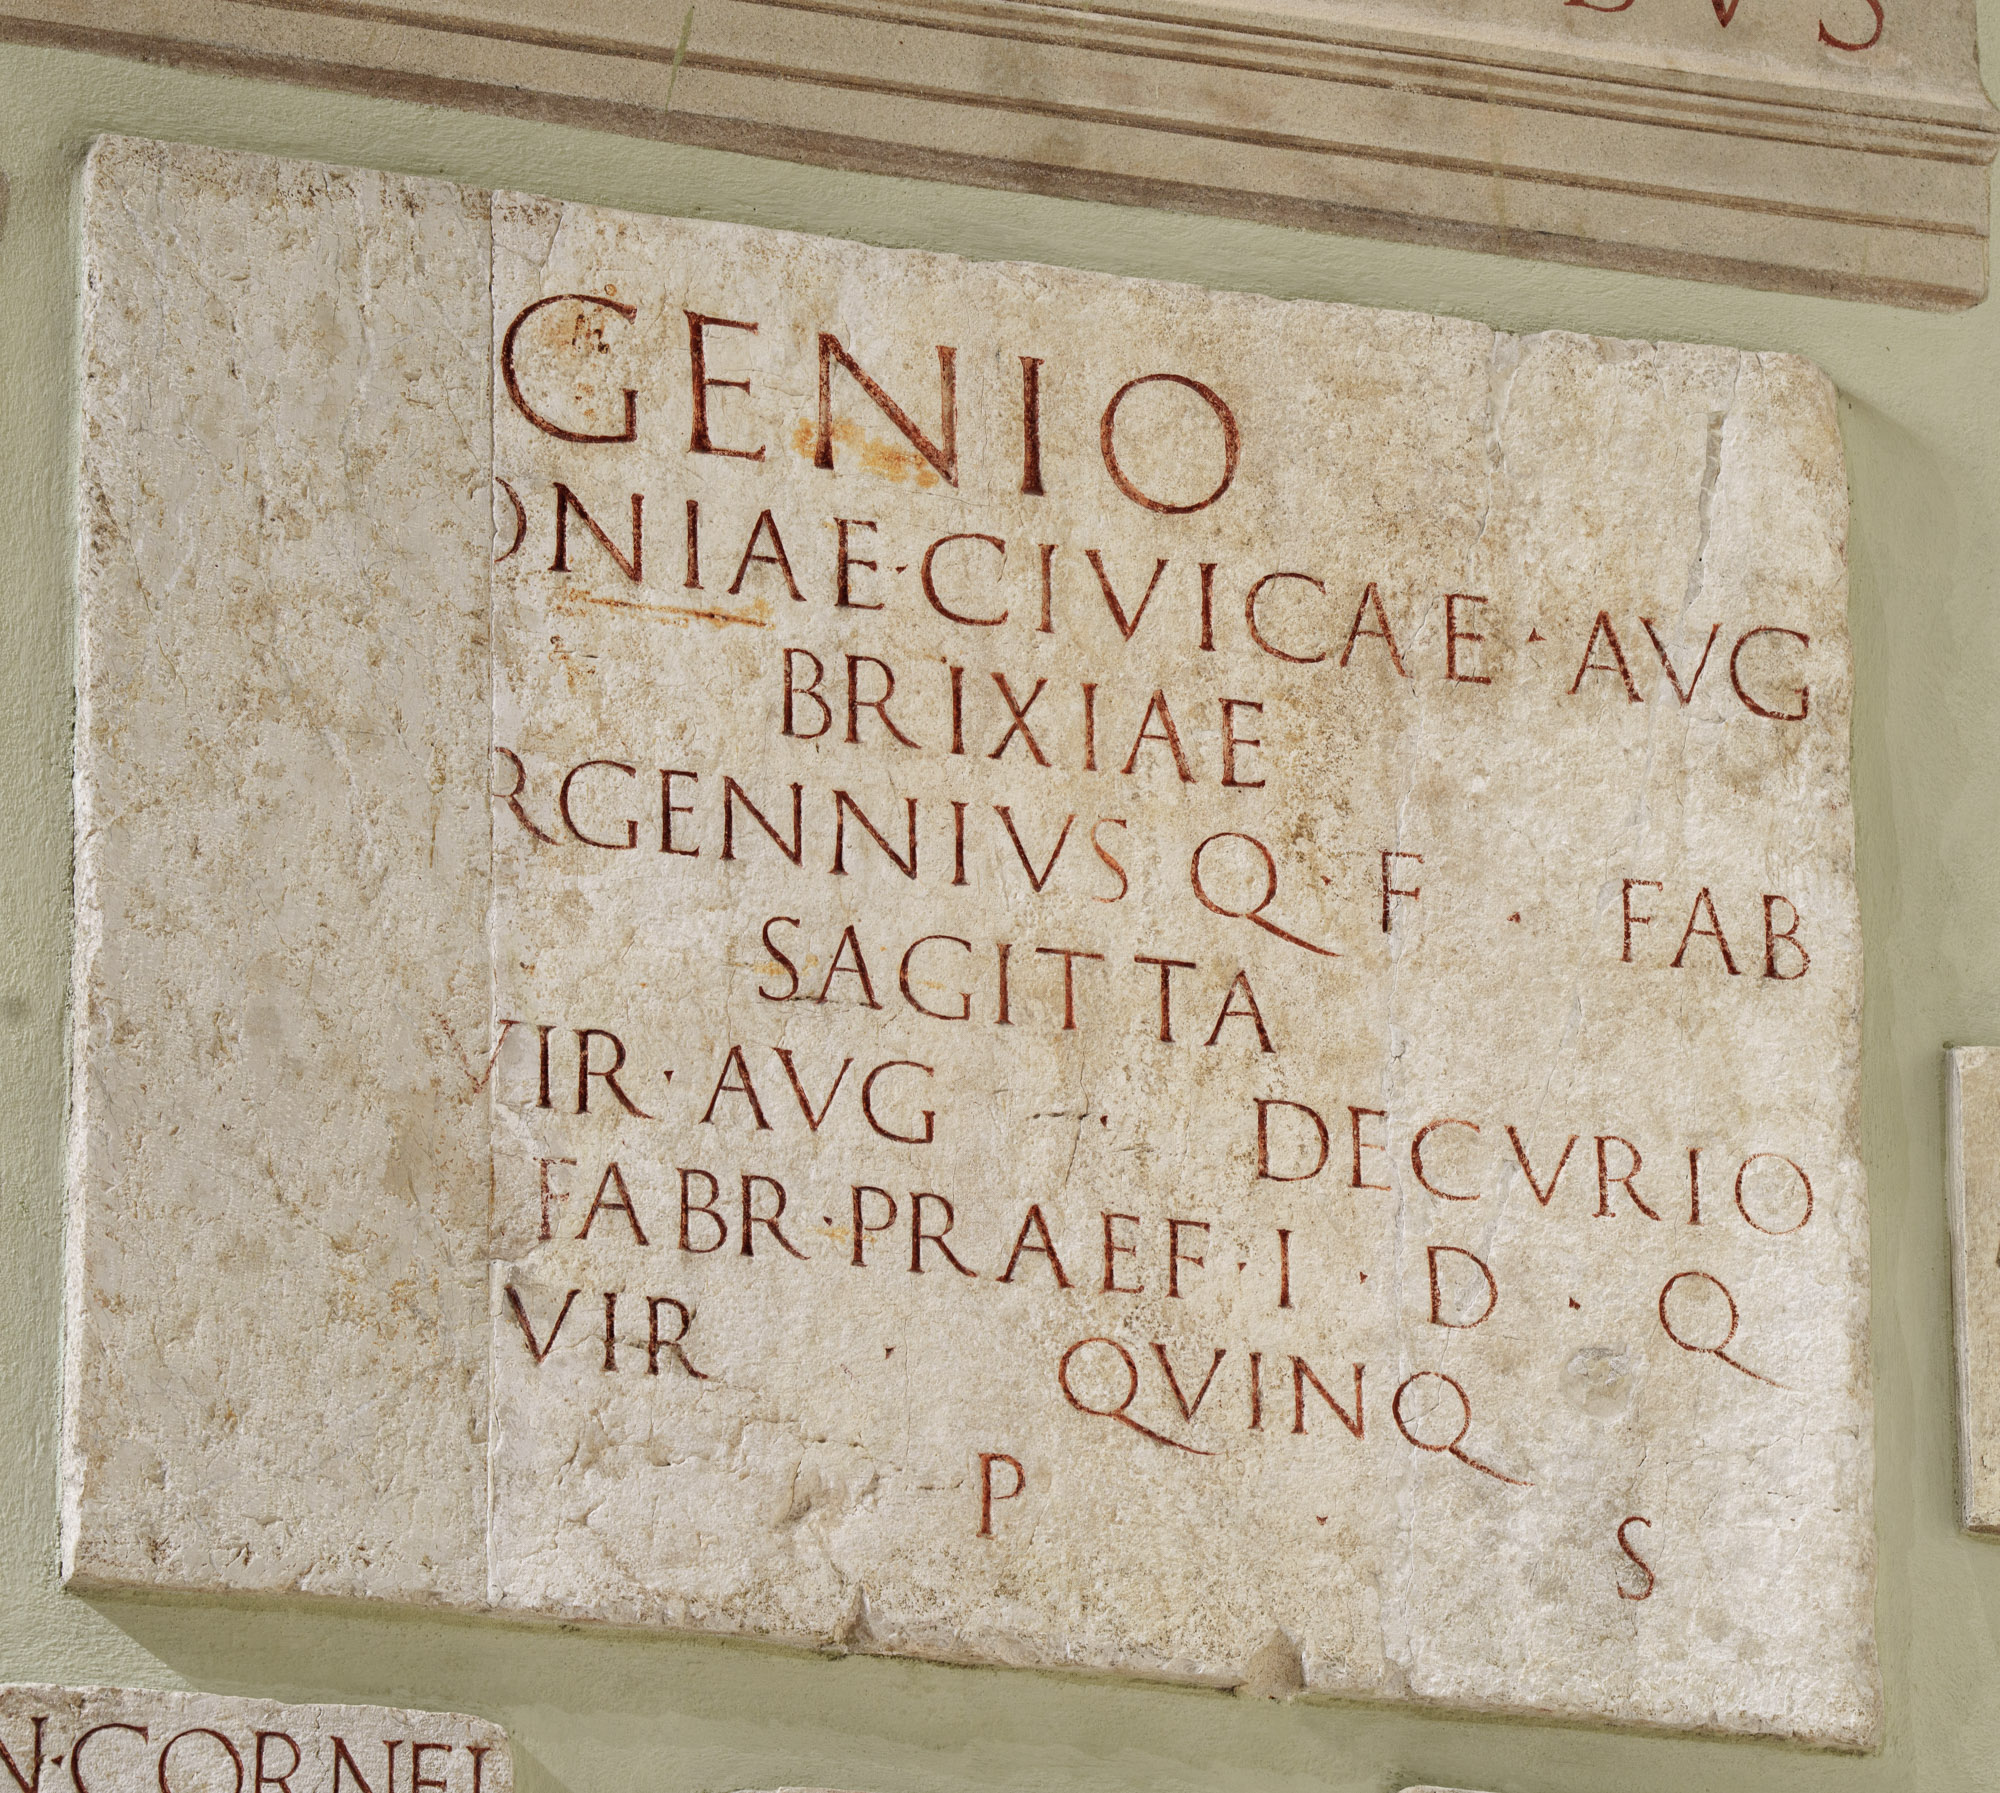 BVS
GENIO
ONIAE·CIVICAE·AVG
BRIXIAE
RGENNIVS Q·F·FAB
SAGITTA
VIR·AVG·DECVRIO
FABR·PRAEF·I·D·Q
VIR·QVINQ
P·S
N·CORNEL